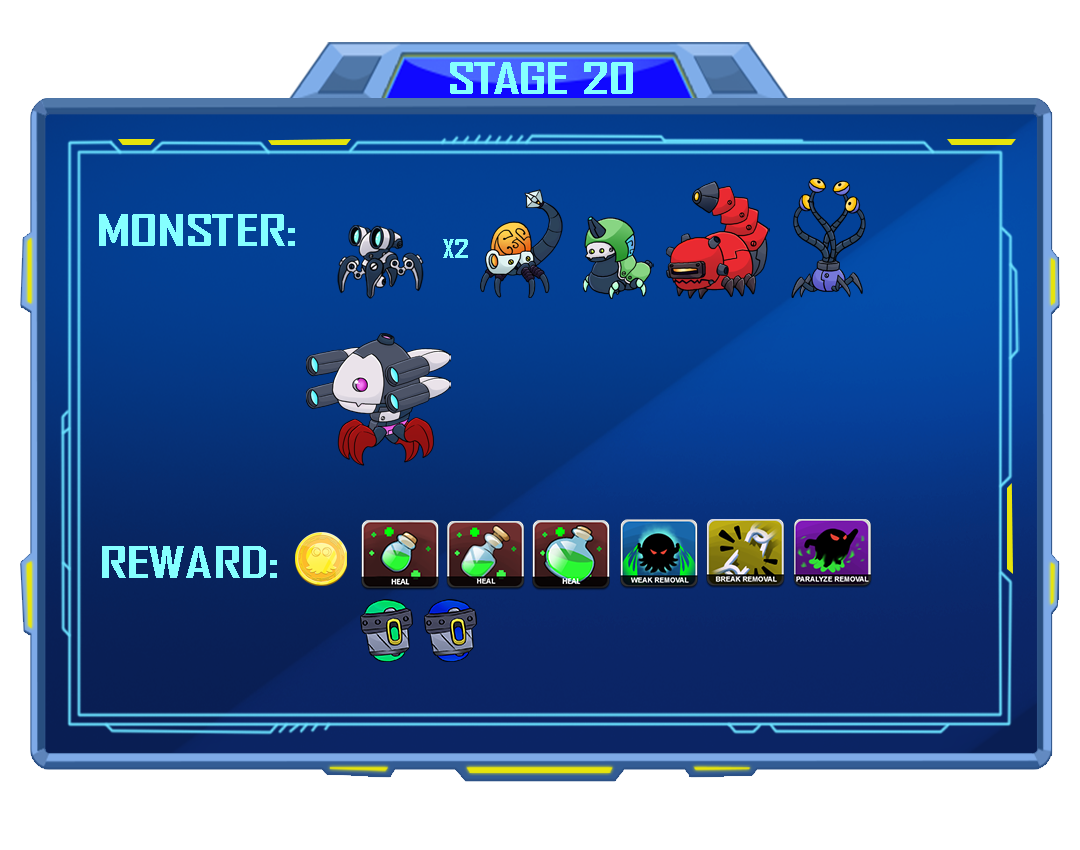 STAGE 20
MONSTER:
X2
REWARD:
HEAL
HEAL
HEAL
WEAK REMOVAL
BREAK REMOVAL
PARALYZE REMOVAL